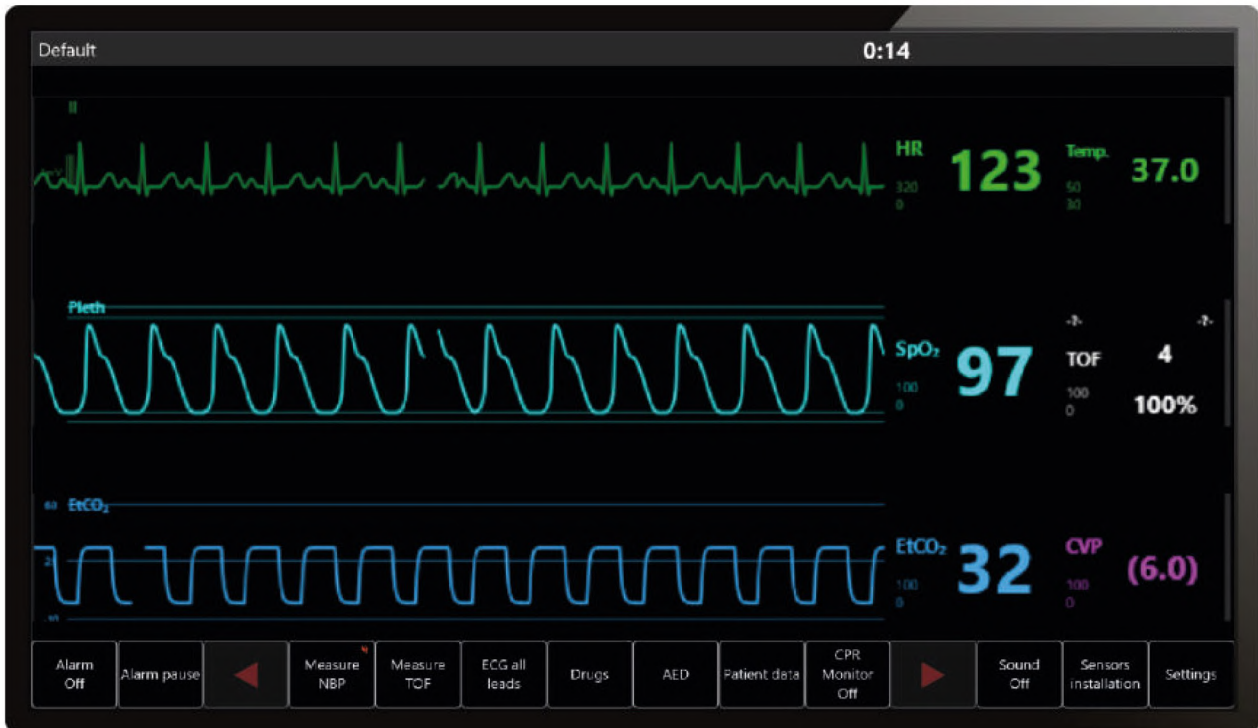 Default
0:14
II
HR
123
320
0
Temp.
37.0
50
30
Pleth
SpO₂
97
100
0
-?-
-?-
TOF
4
100
0
100%
60
EtCO₂
EtCO₂
32
100
0
CVP
(6.0)
100
0
Alarm
Off
Alarm pause
Measure
NBP
Measure
TOF
ECG all
leads
Drugs
AED
Patient data
CPR
Monitor
Off
Sound
Off
Sensors
installation
Settings